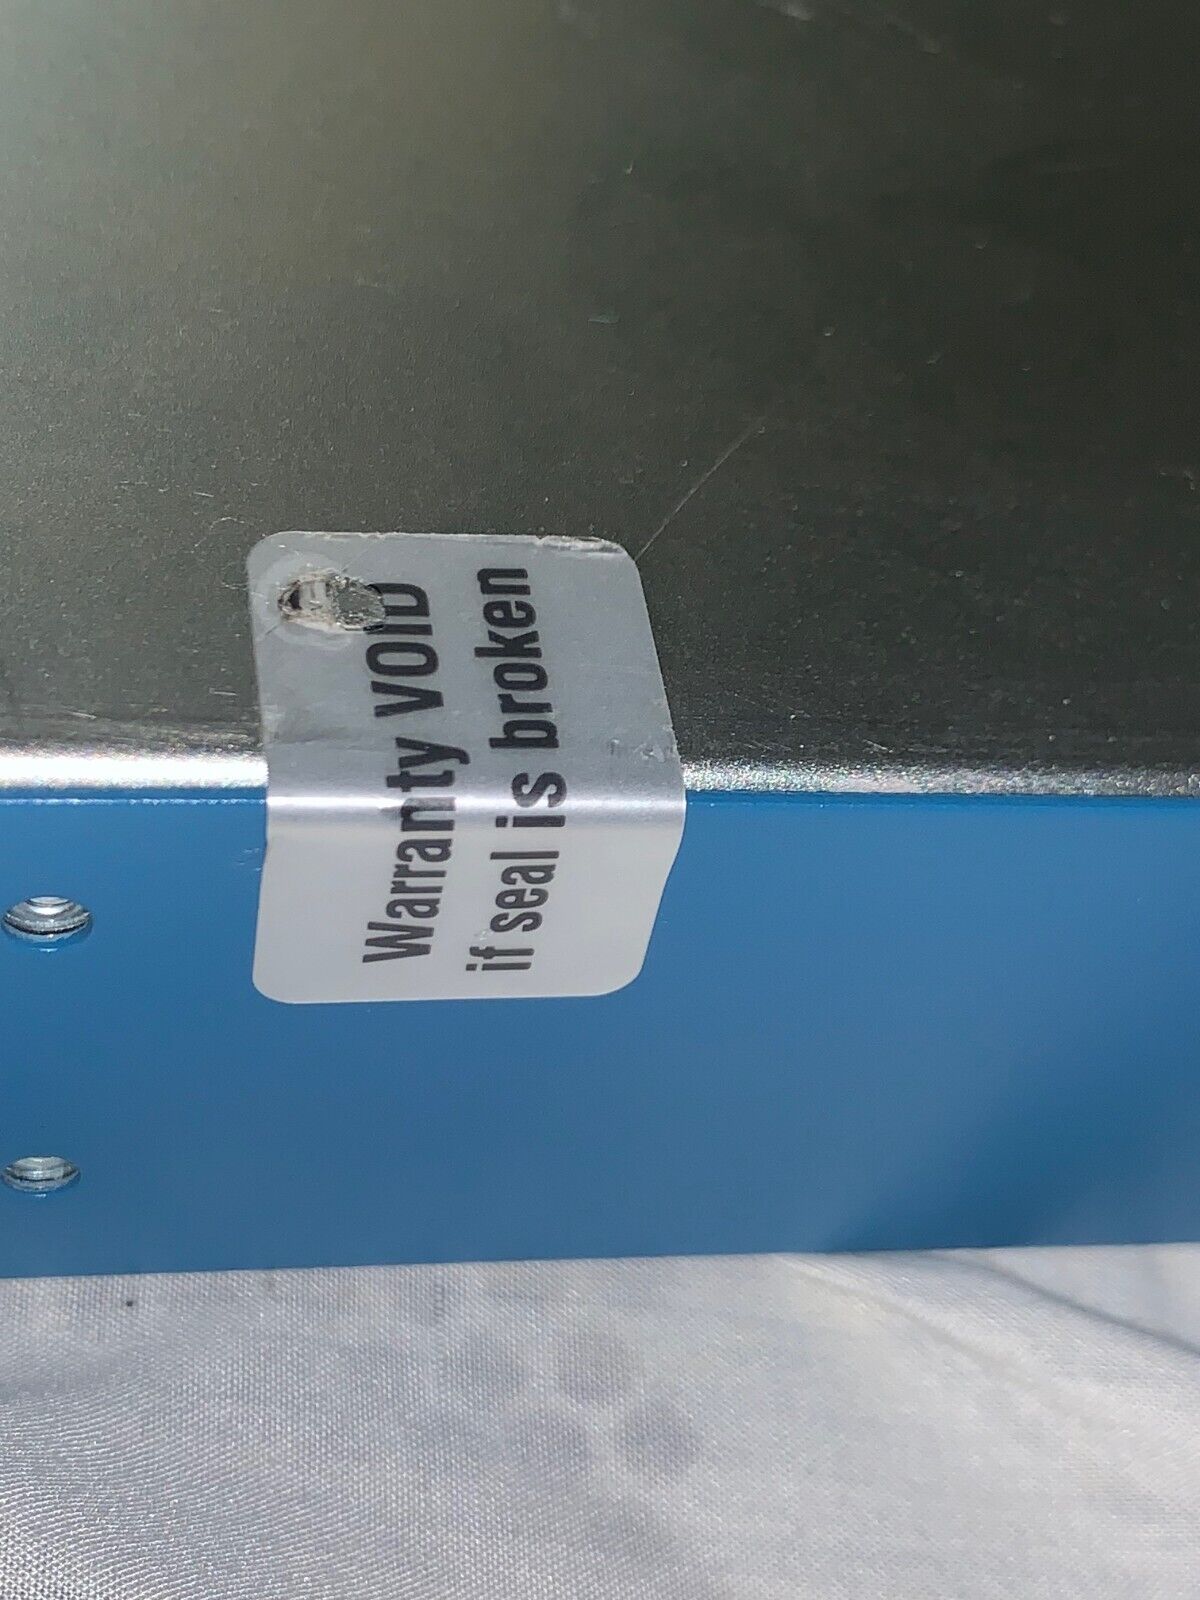 Warranty void
if seal is broken